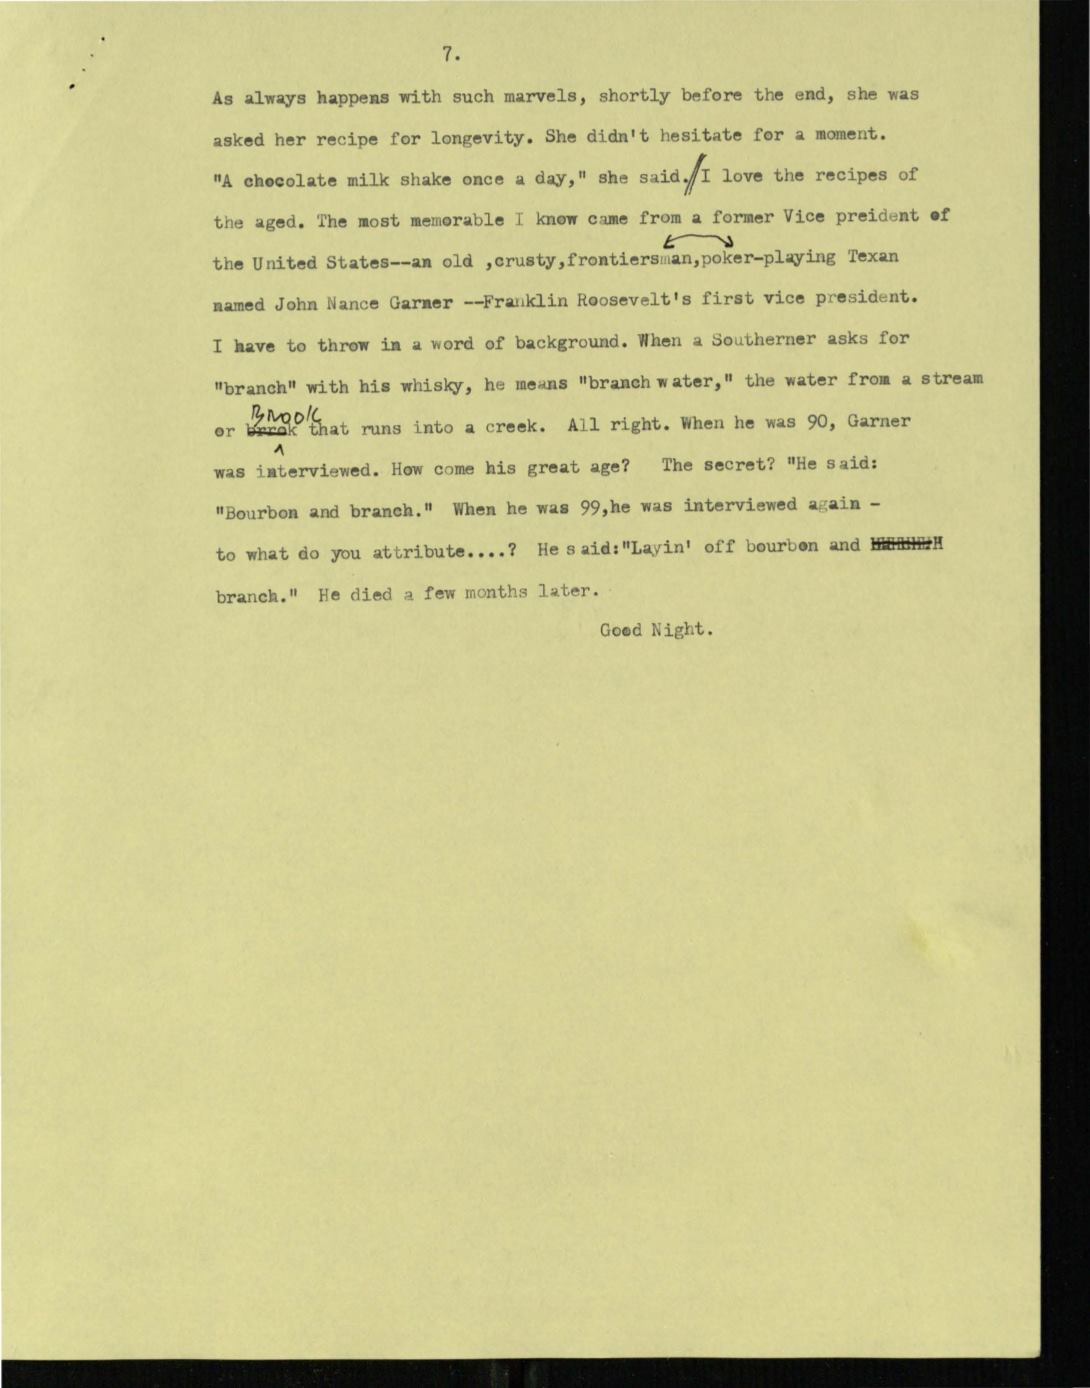 7.
As always happens with such marvels, shortly before the end, she was
asked her recipe for longevity. She didn't hesitate for a moment.
"A chocolate milk shake once a day," she said.//I love the recipes of
the aged. The most memorable I know came from a former Vice preident of
the United States--an old ,crusty,frontiersman,poker-playing Texan
named John Nance Garner --Franklin Roosevelt's first vice president.
I have to throw in a word of background. When a Southerner asks for
"branch" with his whisky, he means "branch water," the water from a stream
Brook
or brrok that runs into a creek. All right. When he was 90, Garner
was interviewed. How come his great age? The secret? "He said:
"Bourbon and branch." When he was 99,he was interviewed again -
to what do you attribute....? He said:"Layin' off bourbon and
branch." He died a few months later.
Good Night.